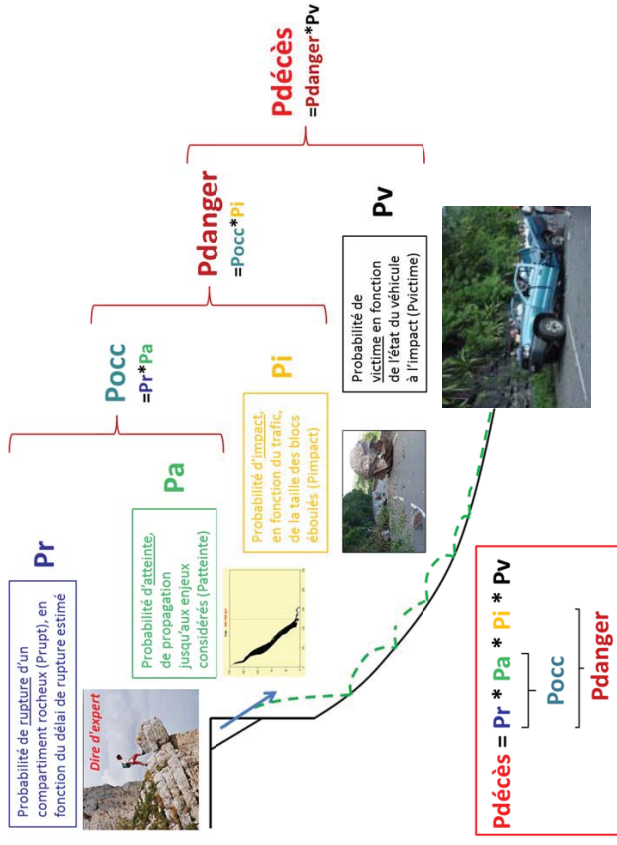 Pr
Probabilité de rupture d'un
compartiment rocheux (Prupt), en
fonction du délai de rupture estimé
Dire d'expert
Pa
Probabilité d'atteinte,
de propagation
jusqu'aux enjeux
considérés (Patteinte)
Pocc
=Pr*Pa
Pi
Probabilité d'impact,
en fonction du trafic,
de la taille des blocs
éboulés (Pimpact)
Pdanger
=Pocc*Pi
Pv
Probabilité de
victime en fonction
de l'état du véhicule
à l'impact (Pvictime)
Pdécès
=Pdanger*Pv
Pdécès = Pr * Pa * Pi * Pv
Pocc
Pdanger